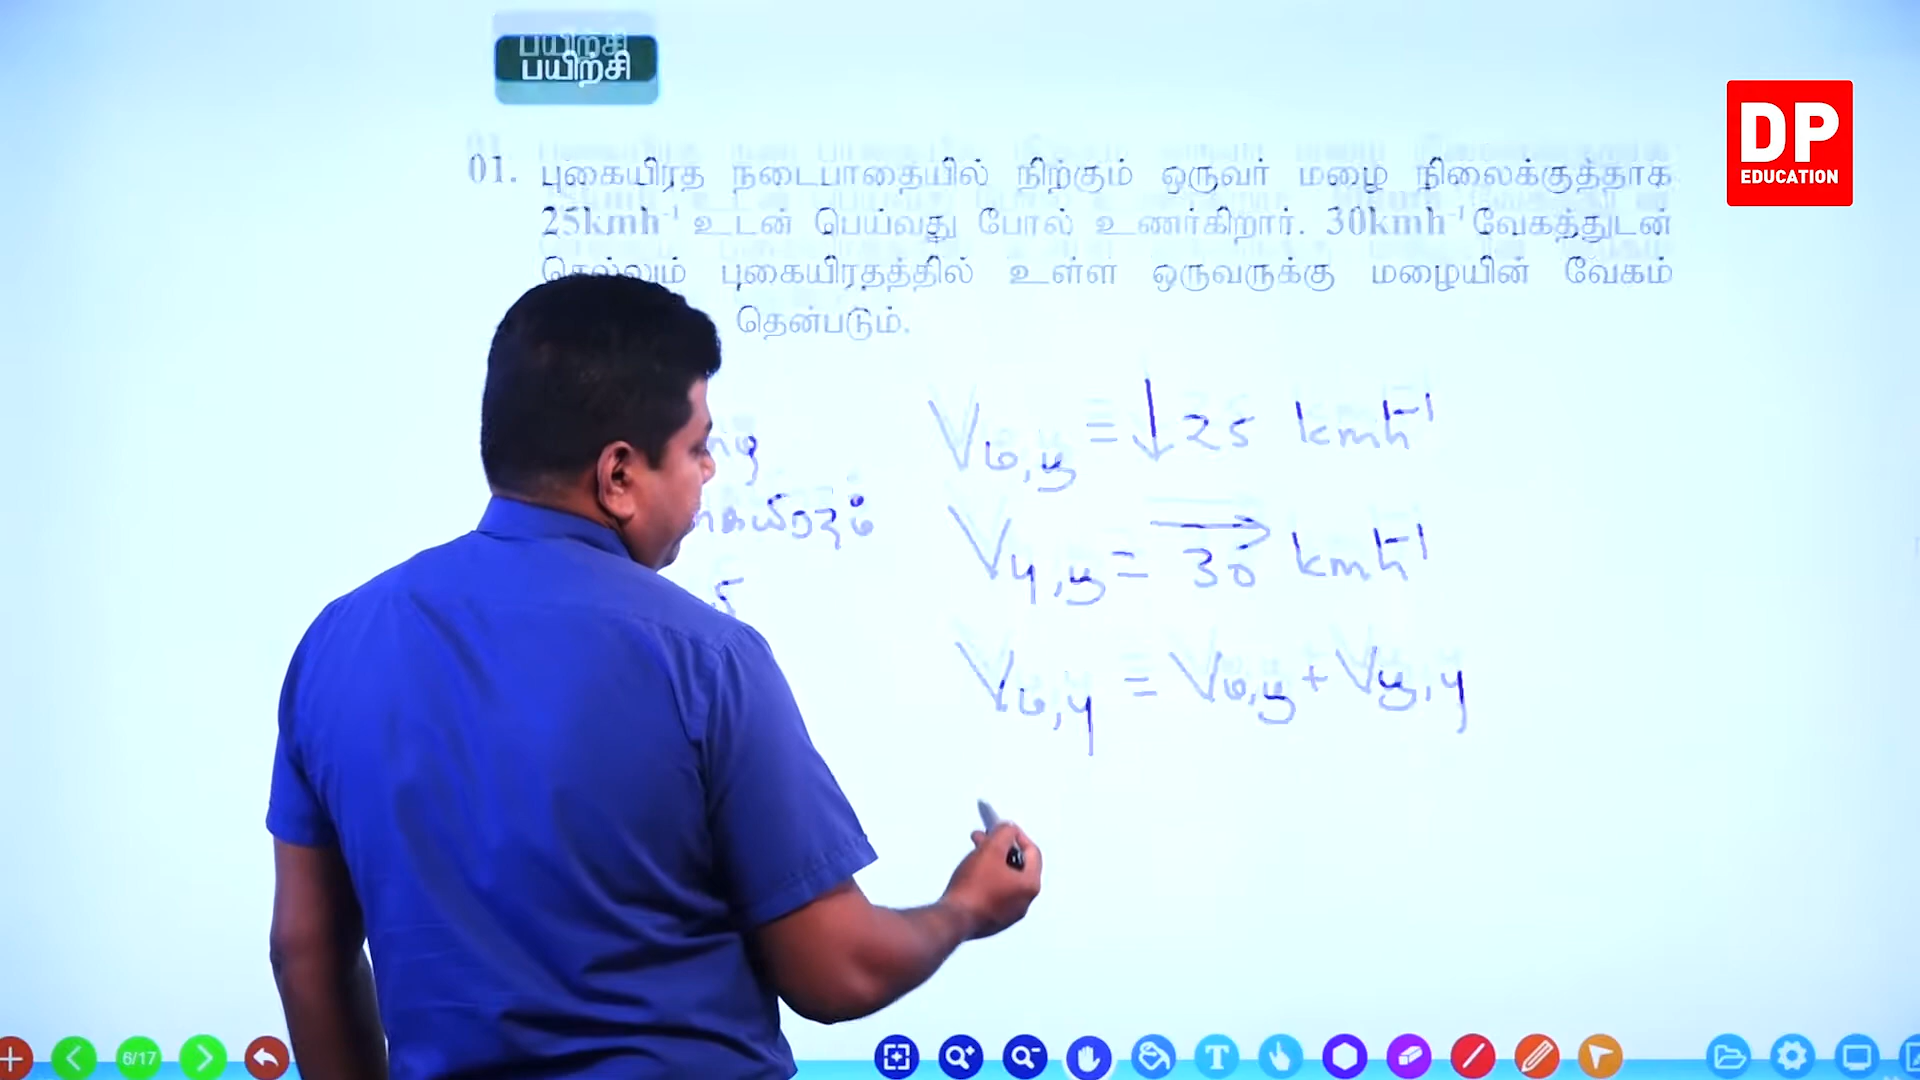 பயிற்சி
DP
EDUCATION
01. புகையிரத நடைபாதையில் நிற்கும் ஒருவர் மழை நிலைக்குத்தாக
25kmh⁻¹ உடன் பெய்வது போல் உணர்கிறார். 30kmh⁻¹ வேகத்துடன்
செல்லும் புகையிரதத்தில் உள்ள ஒருவருக்கு மழையின் வேகம்
தென்படும்.
V ம,பூ = ↓ 25 kmh⁻¹
V பு,பூ = → 30 kmh⁻¹
V ம,பு = V ம,பூ + V பூ,பு
6/17